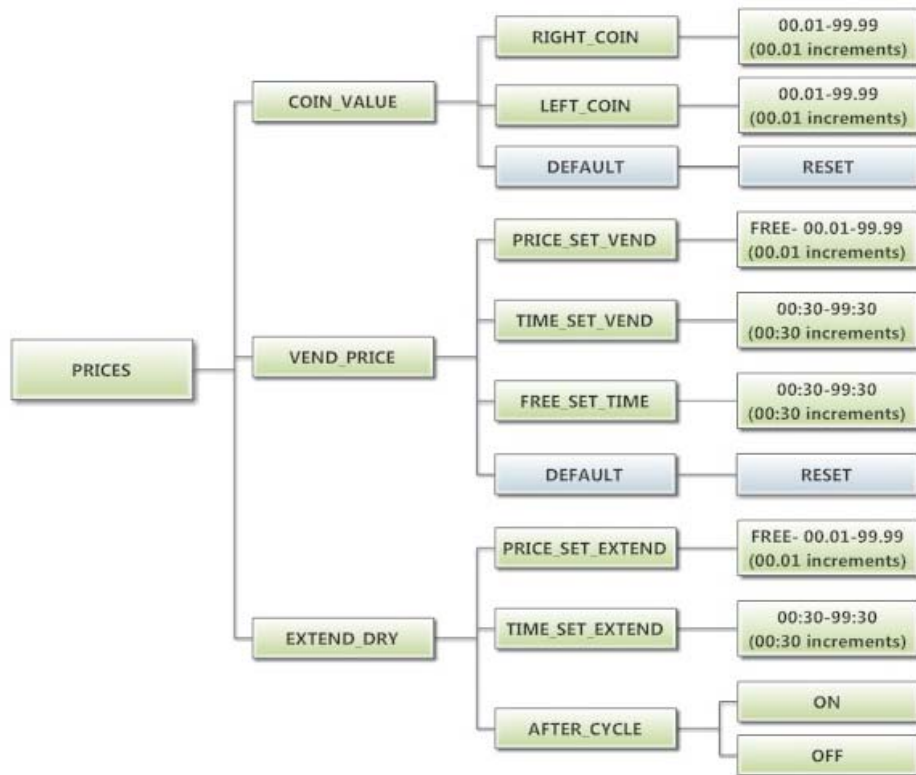 PRICES
COIN_VALUE
RIGHT_COIN
00.01-99.99
(00.01 increments)
LEFT_COIN
00.01-99.99
(00.01 increments)
DEFAULT
RESET
VEND_PRICE
PRICE_SET_VEND
FREE- 00.01-99.99
(00.01 increments)
TIME_SET_VEND
00:30-99:30
(00:30 increments)
FREE_SET_TIME
00:30-99:30
(00:30 increments)
DEFAULT
RESET
EXTEND_DRY
PRICE_SET_EXTEND
FREE- 00.01-99.99
(00.01 increments)
TIME_SET_EXTEND
00:30-99:30
(00:30 increments)
AFTER_CYCLE
ON
OFF